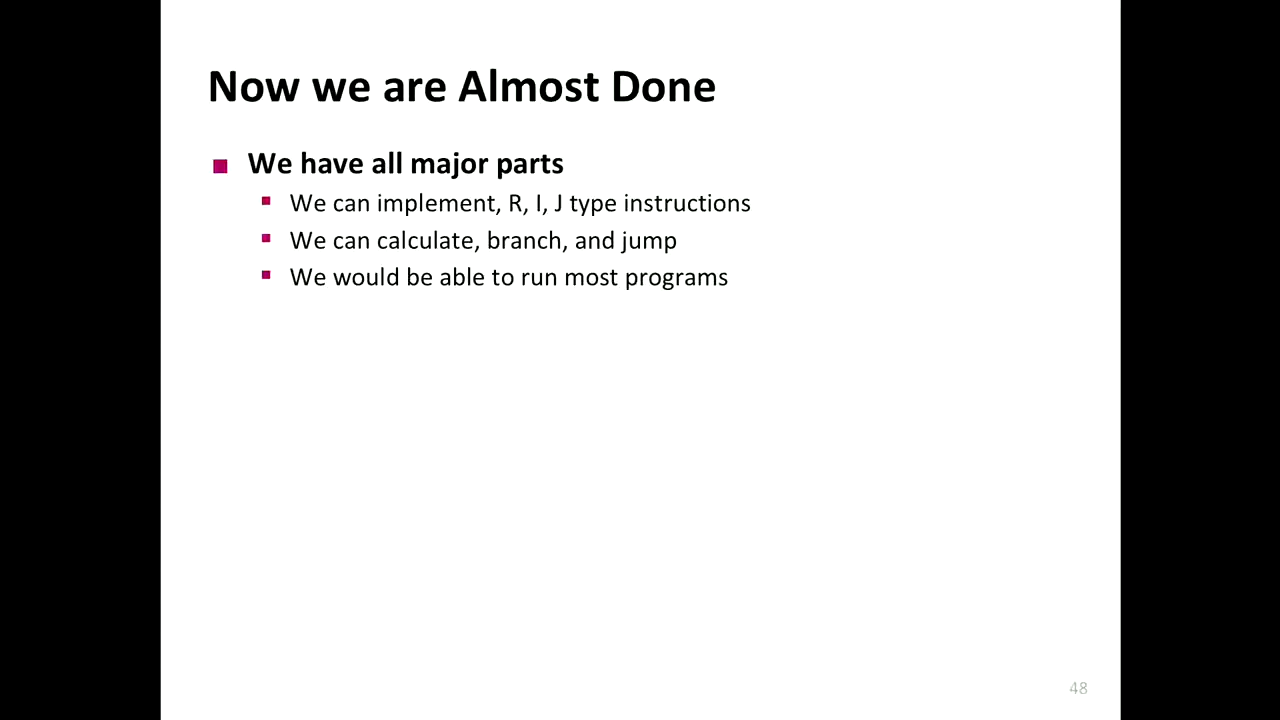 Now we are Almost Done
We have all major parts
We can implement, R, I, J type instructions
We can calculate, branch, and jump
We would be able to run most programs
48